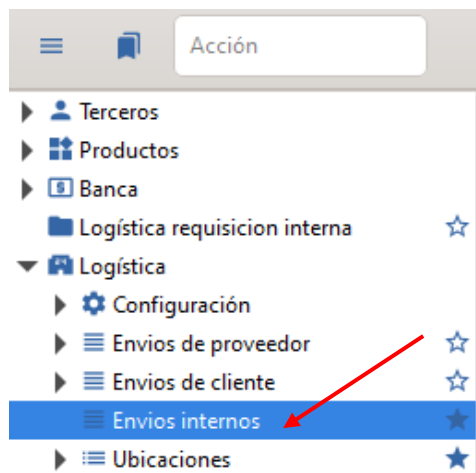 Acción
Terceros
Productos
Banca
Logística requisicion interna
Logística
Configuración
Envios de proveedor
Envios de cliente
Envios internos
Ubicaciones